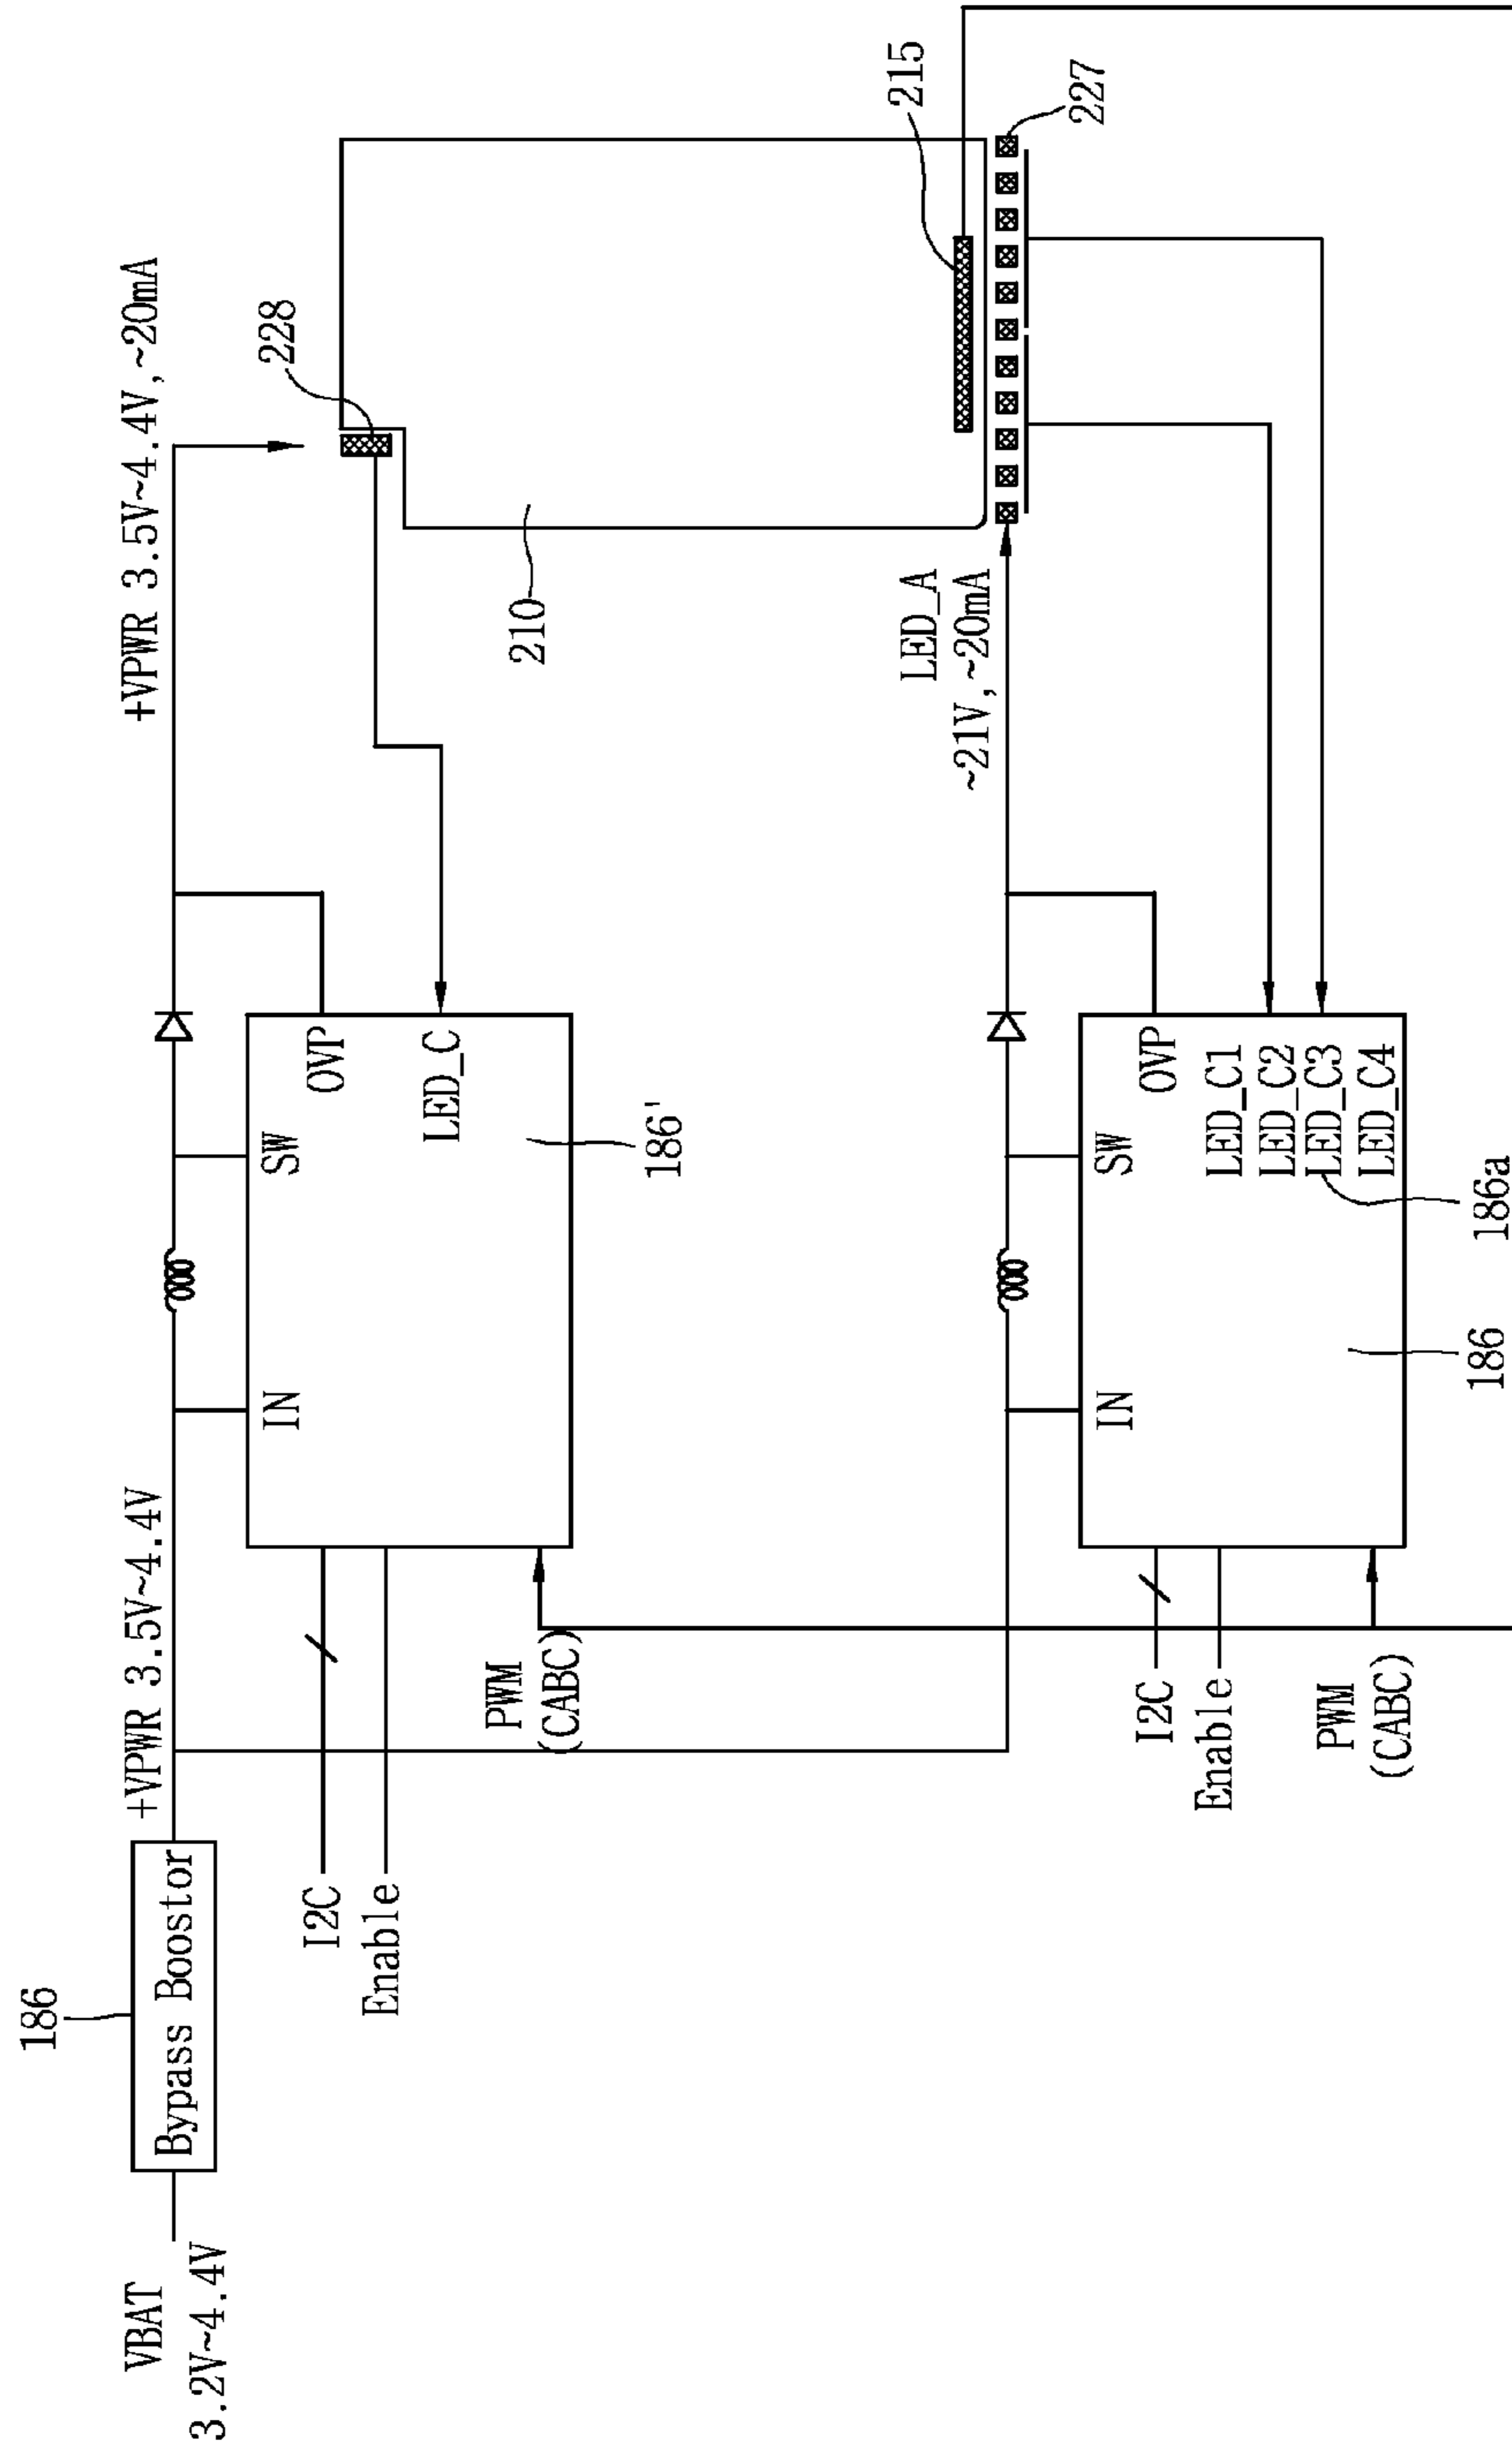 186
VBAT
3.2V~4.4V
Bypass Boostor
+VPWR 3.5V~4.4V
+VPWR 3.5V~4.4V,~20mA
I2C
Enable
PWM
(CABC)
IN
SW
OVP
LED_C
186'
228
210
215
227
LED_A
~21V,~20mA
I2C
Enable
PWM
(CABC)
IN
SW
OVP
LED_C1
LED_C2
LED_C3
LED_C4
186
186a